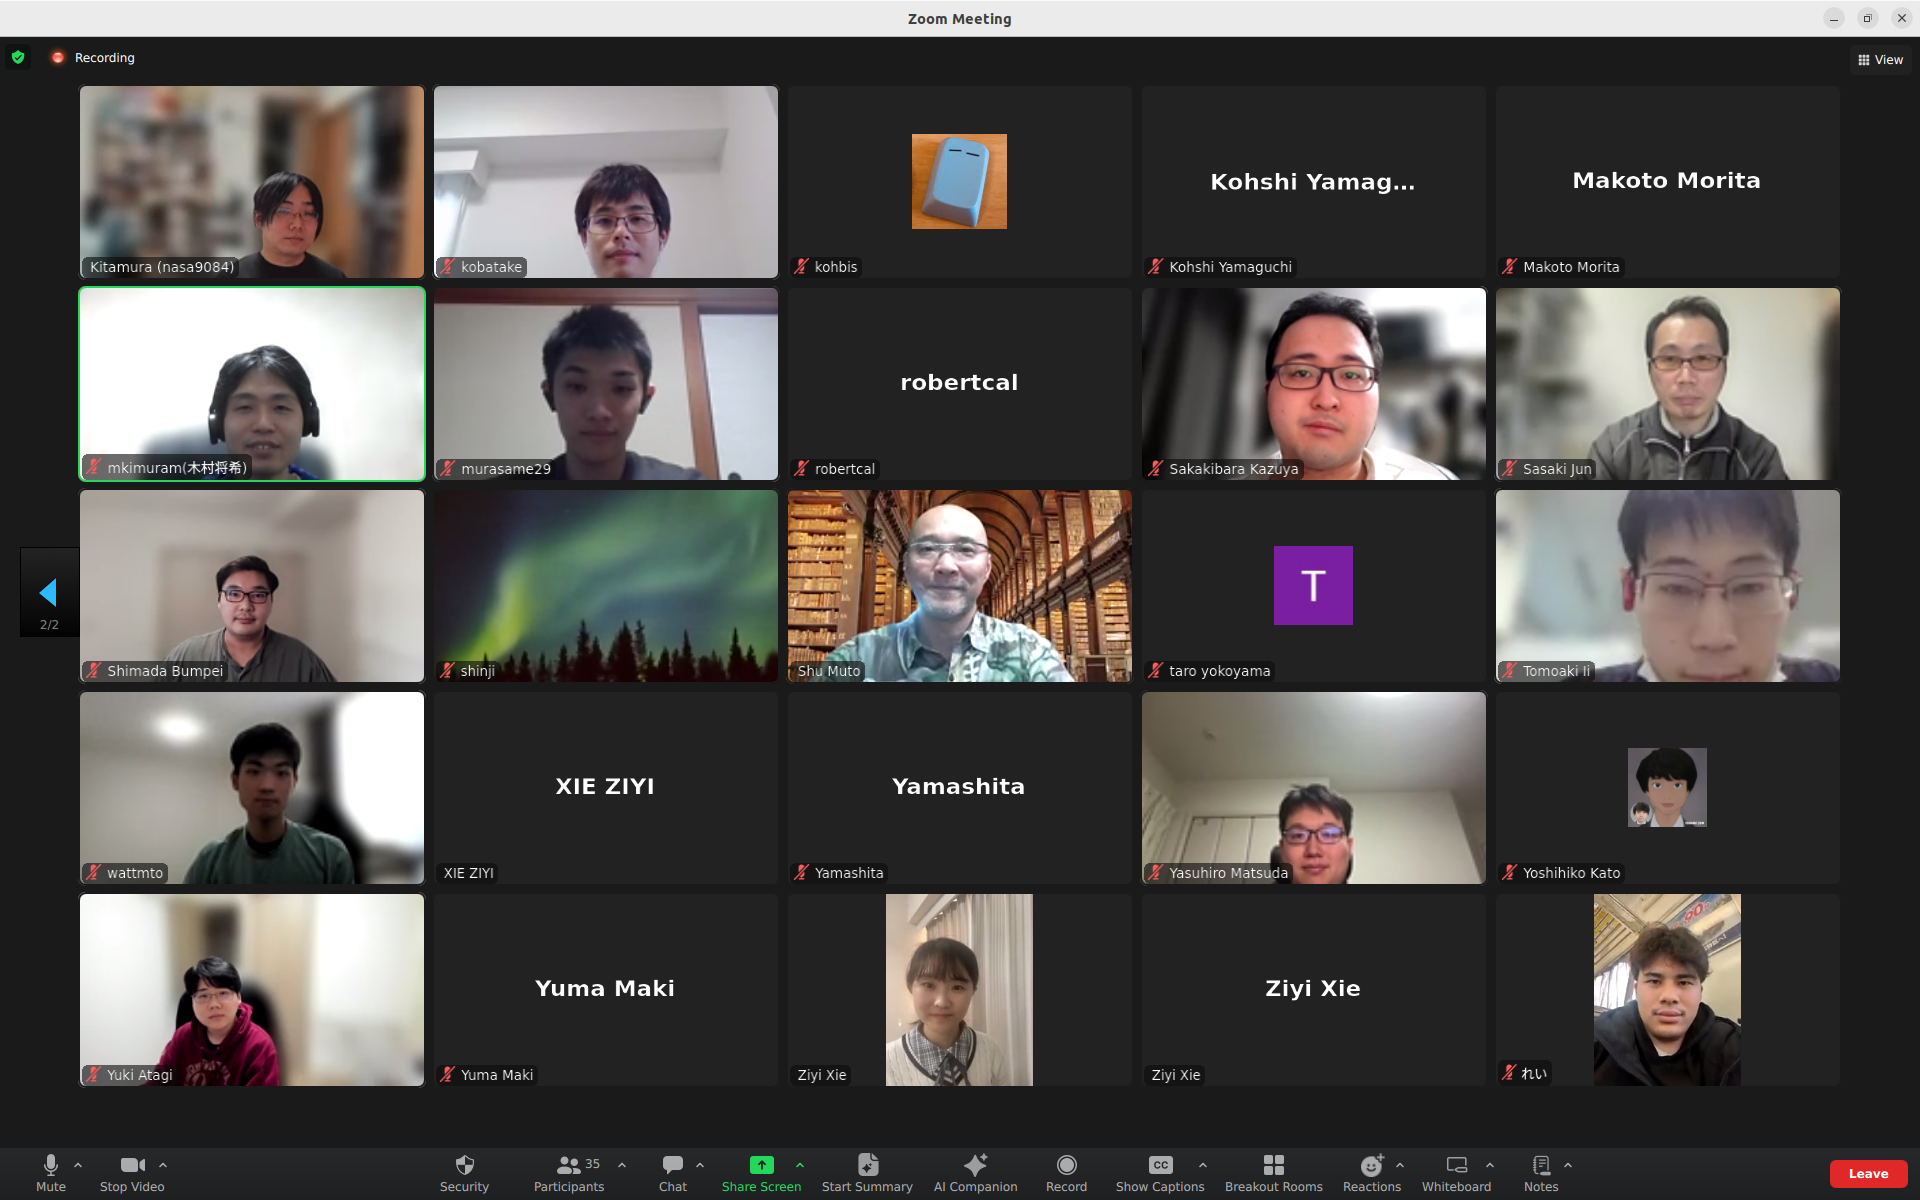 Zoom Meeting
Recording
View
Kitamura (nasa9084)
kobatake
kohbis
Kohshi Yamag...
Kohshi Yamaguchi
Makoto Morita
Makoto Morita
mkimuram(木村将希)
murasame29
robertcal
robertcal
Sakakibara Kazuya
Sasaki Jun
2/2
Shimada Bumpei
shinji
Shu Muto
T
taro yokoyama
Tomoaki Ii
wattmto
XIE ZIYI
XIE ZIYI
Yamashita
Yamashita
Yasuhiro Matsuda
Yoshihiko Kato
Yuki Atagi
Yuma Maki
Yuma Maki
Ziyi Xie
Ziyi Xie
Ziyi Xie
90
れい
Mute
Stop Video
Security
35
Participants
Chat
Share Screen
Start Summary
AI Companion
Record
CC
Show Captions
Breakout Rooms
Reactions
Whiteboard
Notes
Leave